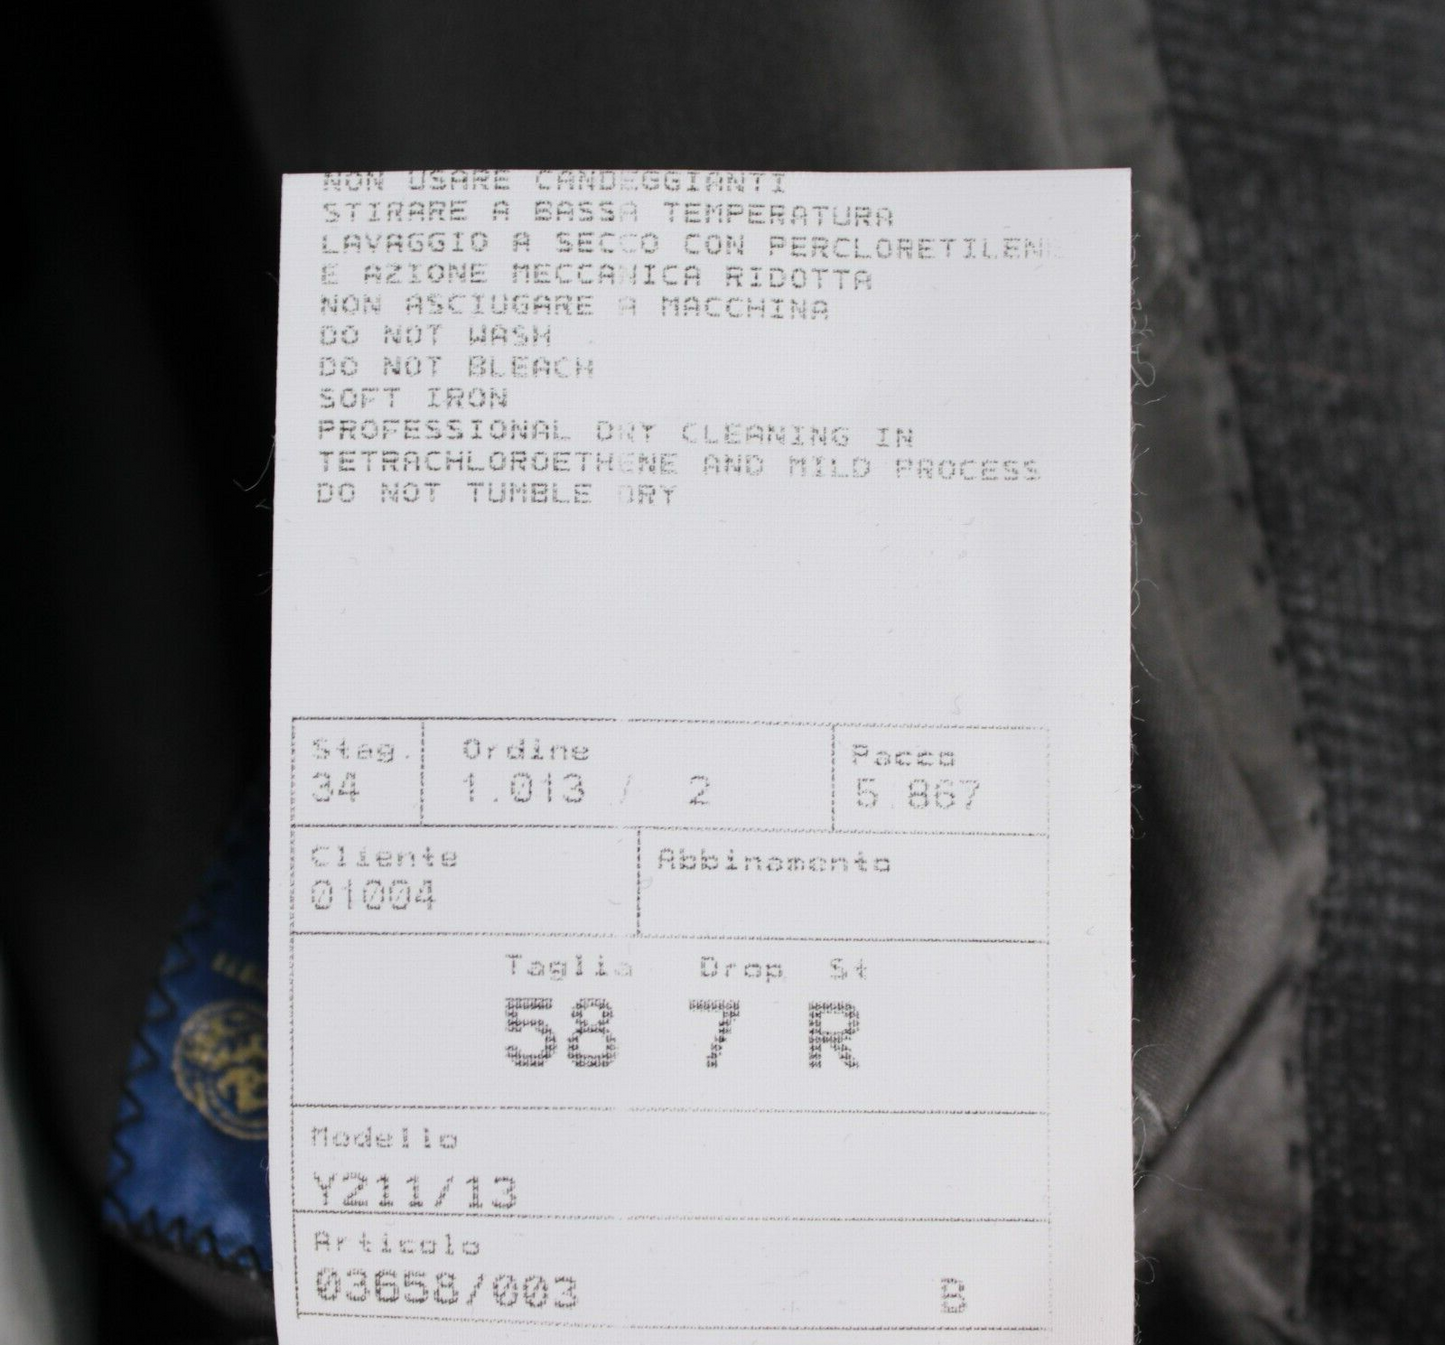 NON USARE CANDEGGIANTI
STIRARE A BASSA TEMPERATURA
LAVAGGIO A SECCO CON PERCLORETILENE
E AZIONE MECCANICA RIDOTTA
NON ASCIUGARE A MACCHINA
DO NOT WASH
DO NOT BLEACH
SOFT IRON
PROFESSIONAL DRY CLEANING IN
TETRACHLOROETHENE AND MILD PROCESS
DO NOT TUMBLE DRY
Stag. Ordine Pacco
34 1.013 / 2 5.867
Cliente Abbinamento
01004
Taglia Drop St
58 7 R
Modello
Y211/13
Articolo
03658/003 B